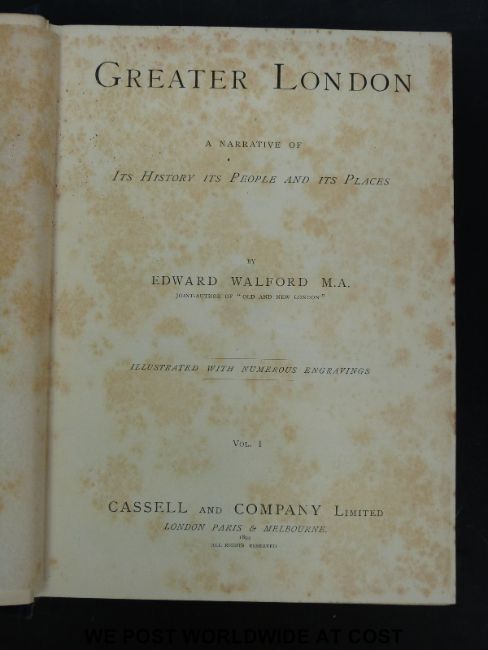 GREATER LONDON
A NARRATIVE OF
ITS HISTORY ITS PEOPLE AND ITS PLACES
BY
EDWARD WALFORD M.A.
JOINT-AUTHOR OF "OLD AND NEW LONDON"
ILLUSTRATED WITH NUMEROUS ENGRAVINGS
VOL. I
CASSELL AND COMPANY LIMITED
LONDON PARIS & MELBOURNE.
ALL RIGHTS RESERVED
WE POST WORLDWIDE AT COST